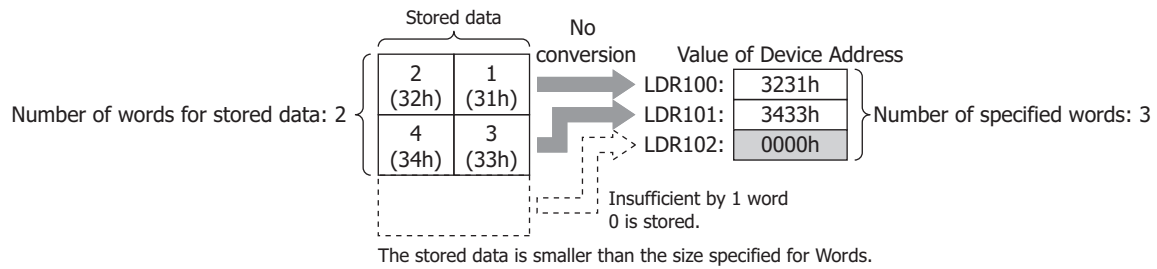 Stored data
No
conversion
Value of Device Address
2
(32h)
1
(31h)
LDR100:
3231h
Number of words for stored data: 2
LDR101:
3433h
Number of specified words: 3
4
(34h)
3
(33h)
LDR102:
0000h
Insufficient by 1 word
0 is stored.
The stored data is smaller than the size specified for Words.